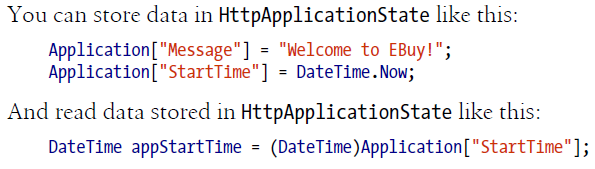 You can store data in HttpApplicationState like this:
Application["Message"] = "Welcome to EBuy!";
Application["StartTime"] = DateTime.Now;
And read data stored in HttpApplicationState like this:
DateTime appStartTime = (DateTime)Application["StartTime"];